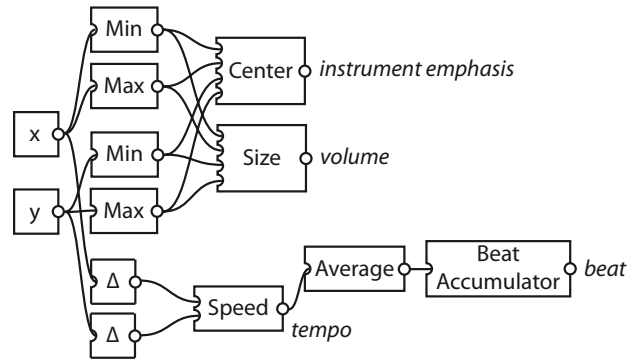 Min
Center
instrument emphasis
Max
x
Min
Size
volume
y
Max
Δ
Speed
tempo
Average
Beat
Accumulator
beat
Δ